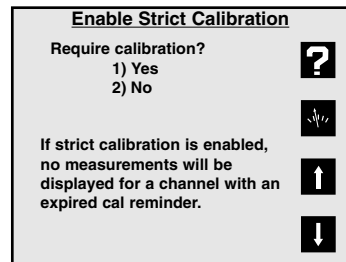 Enable Strict Calibration
Require calibration?
1) Yes
2) No
If strict calibration is enabled,
no measurements will be
displayed for a channel with an
expired cal reminder.
?